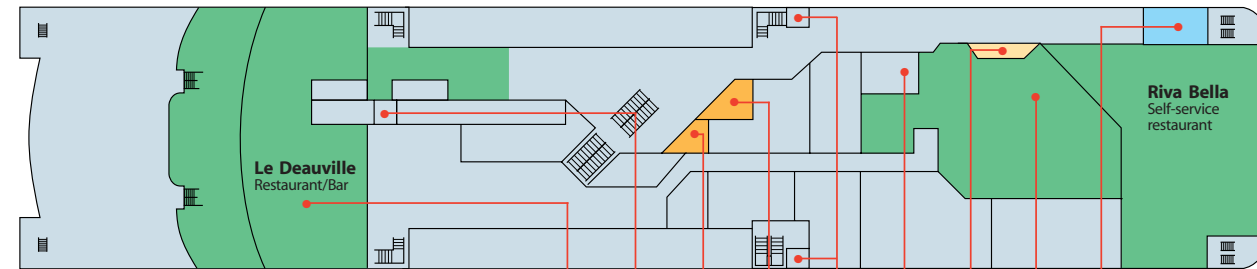 Le Deauville
Restaurant/Bar
Riva Bella
Self-service
restaurant